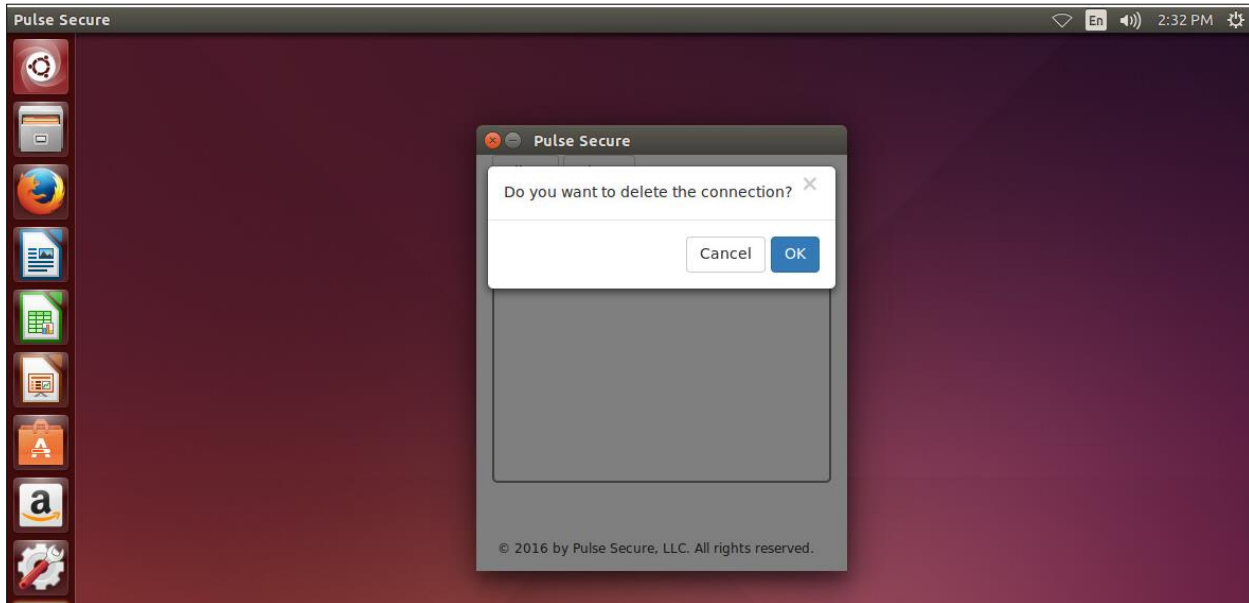 Pulse Secure
En
2:32 PM
Pulse Secure
Do you want to delete the connection? ×
Cancel
OK
© 2016 by Pulse Secure, LLC. All rights reserved.